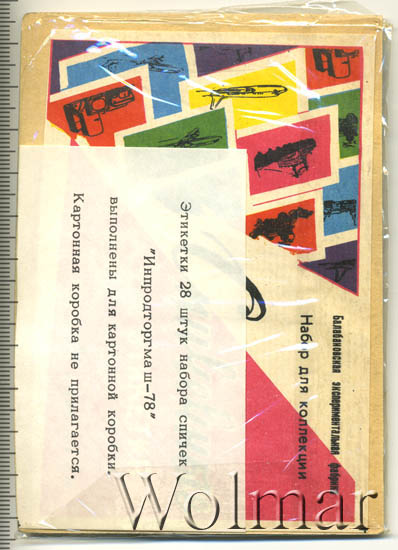 Балабановская экспериментальная фабрика
Набор для коллекции
Этикетки 28 штук набора спичек
"Инпродторгма ш-78"
выполнены для картонной коробки.
Картонная коробка не прилагается.
Wolmar